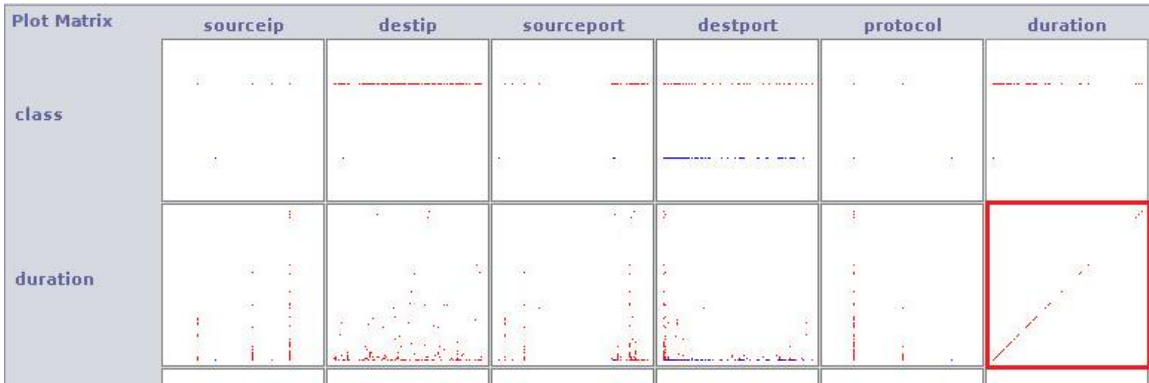 Plot Matrix
sourceip destip sourceport destport protocol duration
class
duration